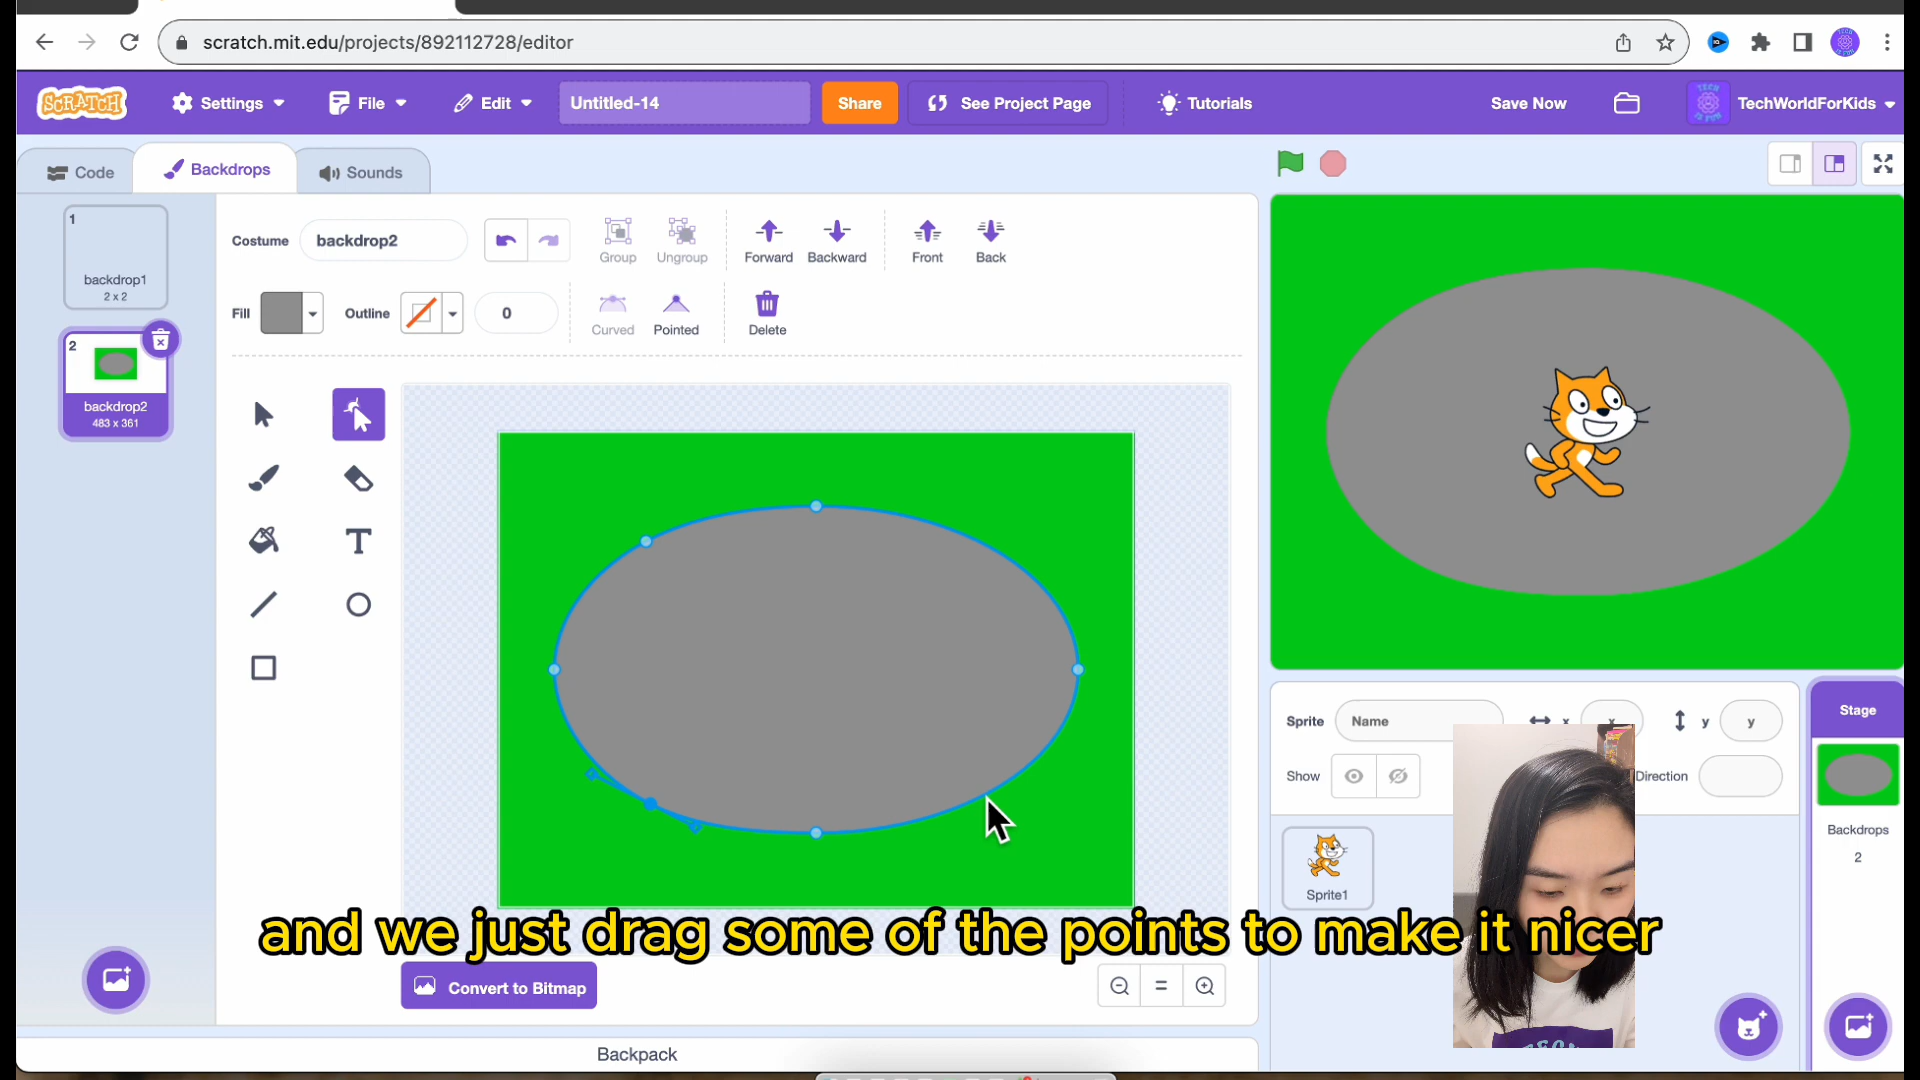 scratch.mit.edu/projects/892112728/editor
SCRATCH
Settings
File
Edit
Untitled-14
Share
See Project Page
Tutorials
Save Now
TechWorldForKids
Code
Backdrops
Sounds
1
backdrop1
2 x 2
2
backdrop2
483 x 361
Costume
backdrop2
Group
Ungroup
Forward
Backward
Front
Back
Fill
Outline
0
Curved
Pointed
Delete
Sprite
Name
x
x
y
y
Show
Direction
Sprite1
Stage
Backdrops
2
and we just drag some of the points to make it nicer
Convert to Bitmap
Backpack